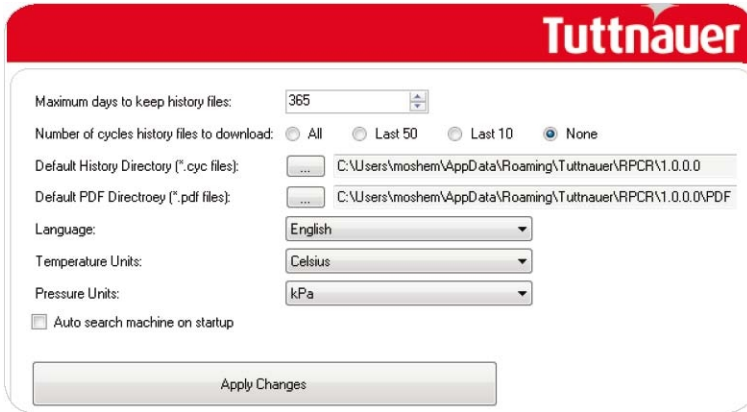 Tuttnauer
Maximum days to keep history files: 365
Number of cycles history files to download: All Last 50 Last 10 None
Default History Directory (*.cyc files): ... C:\Users\moshem\AppData\Roaming\Tuttnauer\RPCR\1.0.0.0
Default PDF Directroey (*.pdf files): ... C:\Users\moshem\AppData\Roaming\Tuttnauer\RPCR\1.0.0.0\PDF
Language: English
Temperature Units: Celsius
Pressure Units: kPa
Auto search machine on startup
Apply Changes